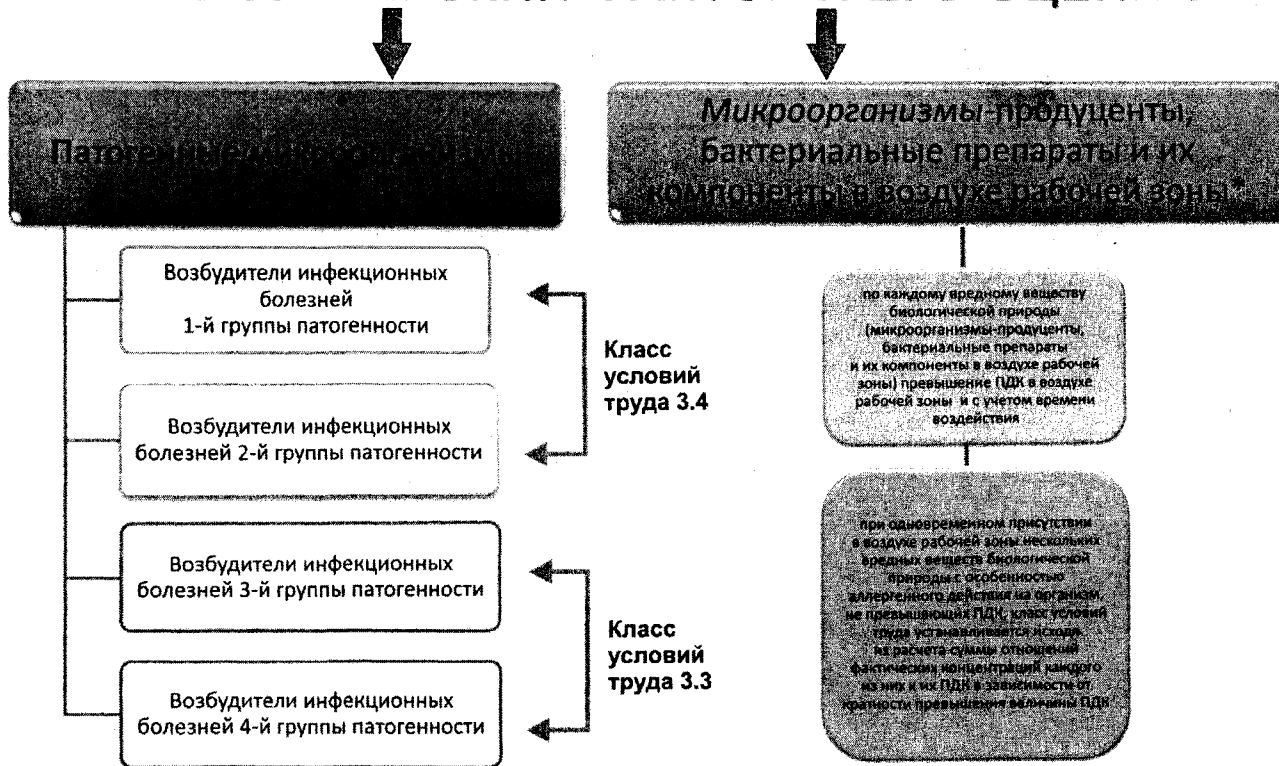 Патогенные микроорганизмы
Возбудители инфекционных
болезней
1-й группы патогенности
Возбудители инфекционных
болезней 2-й группы патогенности
Возбудители инфекционных
болезней 3-й группы патогенности
Возбудители инфекционных
болезней 4-й группы патогенности
Класс
условий
труда 3.4
Класс
условий
труда 3.3
Микроорганизмы-продуценты,
бактериальные препараты и их
компоненты в воздухе рабочей зоны*
по каждому вредному веществу
биологической природы
(микроорганизмы-продуценты,
бактериальные препараты
и их компоненты в воздухе рабочей
зоны) превышение ПДК в воздухе
рабочей зоны и с учетом времени
воздействия
при одновременном присутствии
в воздухе рабочей зоны нескольких
вредных веществ биологической
природы с особенностью
аллергенного действия на организм,
не превышающих ПДК, класс условий
труда устанавливается исходя
из расчета суммы отношений
фактических концентраций каждого
из них к их ПДК в зависимости от
кратности превышения величины ПДК